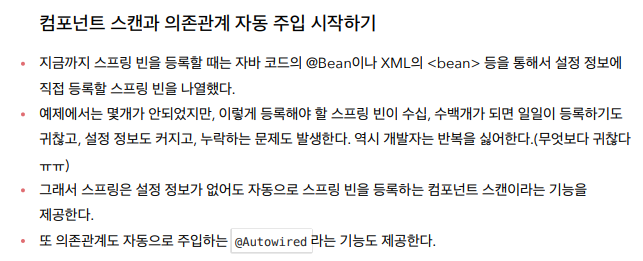 컴포넌트 스캔과 의존관계 자동 주입 시작하기
지금까지 스프링 빈을 등록할 때는 자바 코드의 @Bean이나 XML의 <bean> 등을 통해서 설정 정보에
직접 등록할 스프링 빈을 나열했다.
예제에서는 몇개가 안되었지만, 이렇게 등록해야 할 스프링 빈이 수십, 수백개가 되면 일일이 등록하기도
귀찮고, 설정 정보도 커지고, 누락하는 문제도 발생한다. 역시 개발자는 반복을 싫어한다.(무엇보다 귀찮다
ㅠㅠ)
그래서 스프링은 설정 정보가 없어도 자동으로 스프링 빈을 등록하는 컴포넌트 스캔이라는 기능을
제공한다.
또 의존관계도 자동으로 주입하는 @Autowired라는 기능도 제공한다.